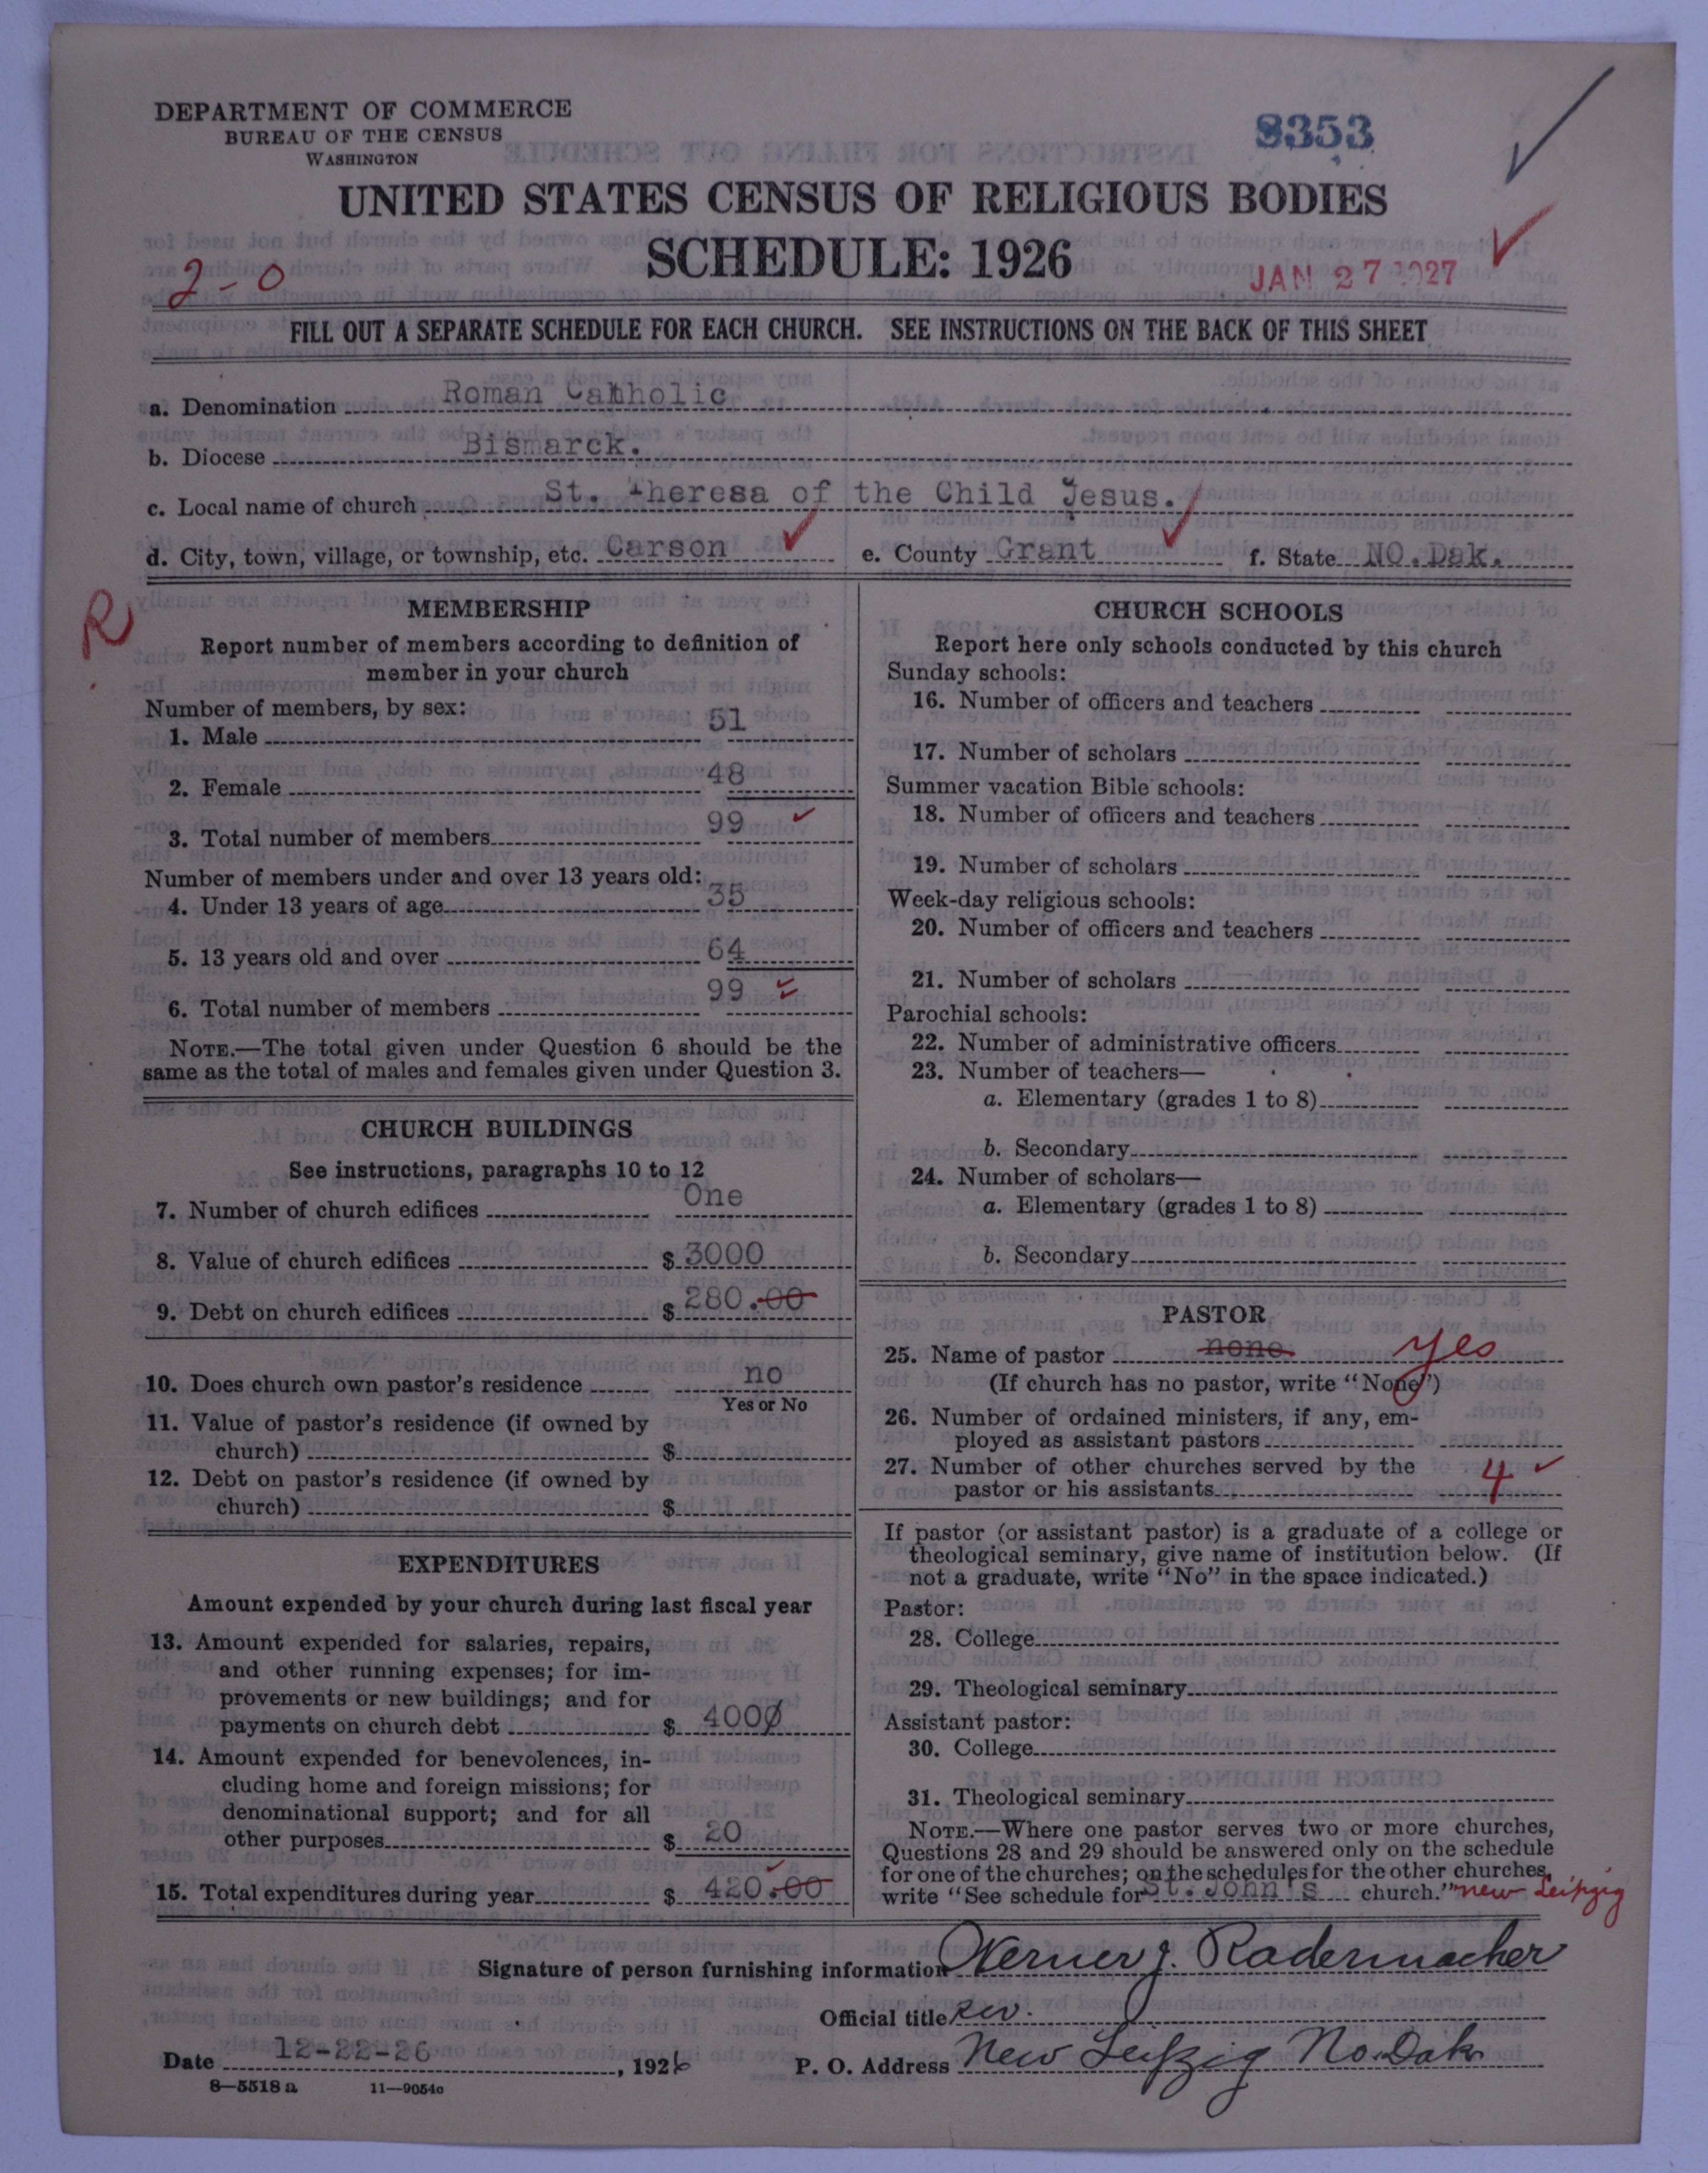 DEPARTMENT OF COMMERCE
BUREAU OF THE CENSUS
WASHINGTON
8353
UNITED STATES CENSUS OF RELIGIOUS BODIES
SCHEDULE: 1926
2-0
JAN 27 1927
FILL OUT A SEPARATE SCHEDULE FOR EACH CHURCH. SEE INSTRUCTIONS ON THE BACK OF THIS SHEET
a. Denomination Roman Catholic
b. Diocese Bismarck.
c. Local name of church St. Theresa of the Child Jesus.
d. City, town, village, or township, etc. Carson e. County Grant f. State NO. Dak.
R
MEMBERSHIP
Report number of members according to definition of
member in your church
Number of members, by sex:
1. Male 51
2. Female 48
3. Total number of members 99
Number of members under and over 13 years old:
4. Under 13 years of age 35
5. 13 years old and over 64
6. Total number of members 99
NOTE.—The total given under Question 6 should be the
same as the total of males and females given under Question 3.
CHURCH BUILDINGS
See instructions, paragraphs 10 to 12
7. Number of church edifices One
8. Value of church edifices $ 3000
9. Debt on church edifices $ 280.00
10. Does church own pastor's residence no
Yes or No
11. Value of pastor's residence (if owned by
church) $
12. Debt on pastor's residence (if owned by
church) $
EXPENDITURES
Amount expended by your church during last fiscal year
13. Amount expended for salaries, repairs,
and other running expenses; for im-
provements or new buildings; and for
payments on church debt $ 4000
14. Amount expended for benevolences, in-
cluding home and foreign missions; for
denominational support; and for all
other purposes $ 20
15. Total expenditures during year $ 420.00
CHURCH SCHOOLS
Report here only schools conducted by this church
Sunday schools:
16. Number of officers and teachers
17. Number of scholars
Summer vacation Bible schools:
18. Number of officers and teachers
19. Number of scholars
Week-day religious schools:
20. Number of officers and teachers
21. Number of scholars
Parochial schools:
22. Number of administrative officers
23. Number of teachers—
a. Elementary (grades 1 to 8)
b. Secondary
24. Number of scholars—
a. Elementary (grades 1 to 8)
b. Secondary
PASTOR
25. Name of pastor none. yes
(If church has no pastor, write "None")
26. Number of ordained ministers, if any, em-
ployed as assistant pastors
27. Number of other churches served by the
pastor or his assistants 4
If pastor (or assistant pastor) is a graduate of a college or
theological seminary, give name of institution below. (If
not a graduate, write "No" in the space indicated.)
Pastor:
28. College
29. Theological seminary
Assistant pastor:
30. College
31. Theological seminary
NOTE.—Where one pastor serves two or more churches,
Questions 28 and 29 should be answered only on the schedule
for one of the churches; on the schedules for the other churches,
write "See schedule for St. John's church." new Leipzig
Signature of person furnishing information Werner J. Radermacher
Official title Rev.
Date 12-22-26, 1926 P. O. Address New Leipzig No. Dak.
8—5518 a 11—9054c